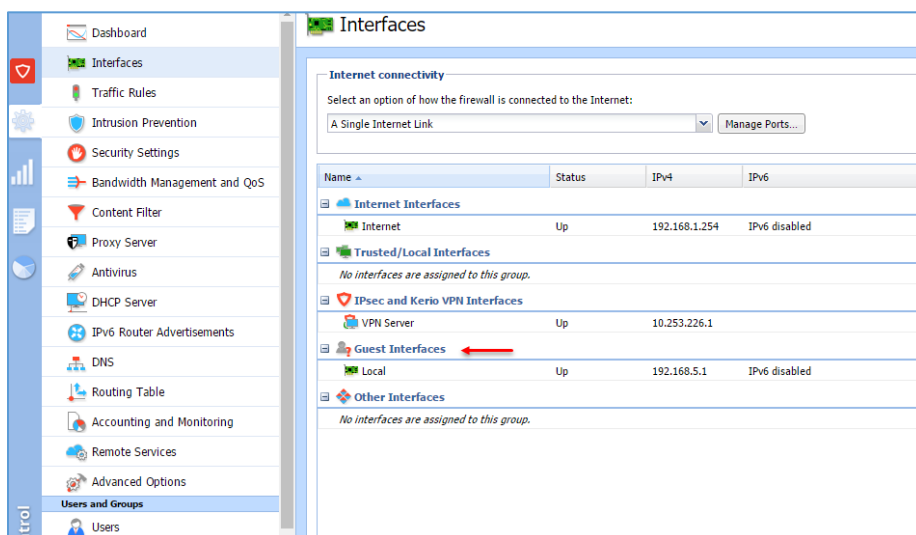 Dashboard
Interfaces
Traffic Rules
Intrusion Prevention
Security Settings
Bandwidth Management and QoS
Content Filter
Proxy Server
Antivirus
DHCP Server
IPv6 Router Advertisements
DNS
Routing Table
Accounting and Monitoring
Remote Services
Advanced Options
Users and Groups
Users
trol
Interfaces
Internet connectivity
Select an option of how the firewall is connected to the Internet:
A Single Internet Link Manage Ports...
Name Status IPv4 IPv6
Internet Interfaces
Internet Up 192.168.1.254 IPv6 disabled
Trusted/Local Interfaces
No interfaces are assigned to this group.
IPsec and Kerio VPN Interfaces
VPN Server Up 10.253.226.1
Guest Interfaces
Local Up 192.168.5.1 IPv6 disabled
Other Interfaces
No interfaces are assigned to this group.